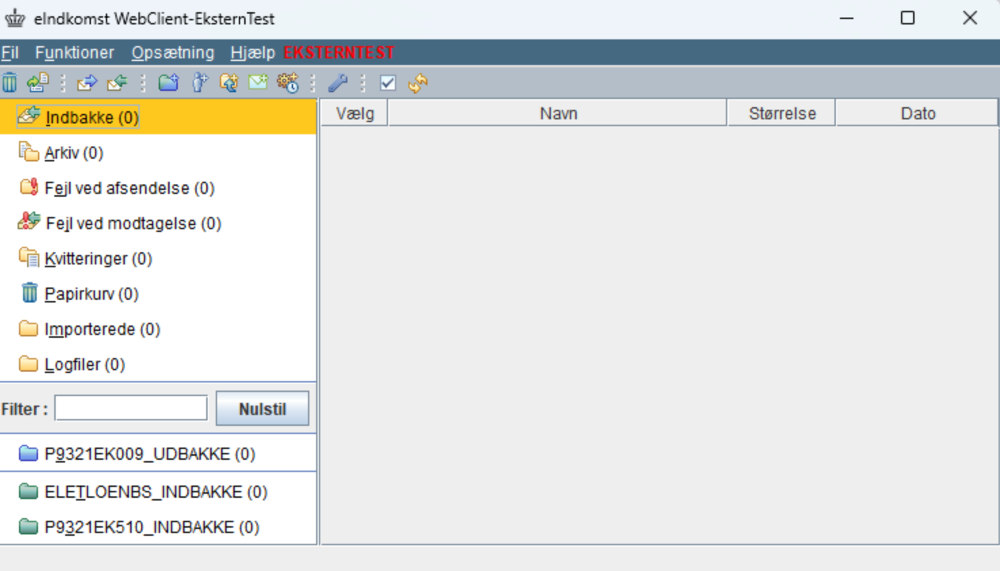 eIndkomst WebClient-EksternTest
Fil Funktioner Opsætning Hjælp EKSTERNTEST
Vælg Navn Størrelse Dato
Indbakke (0)
Arkiv (0)
Fejl ved afsendelse (0)
Fejl ved modtagelse (0)
Kvitteringer (0)
Papirkurv (0)
Importerede (0)
Logfiler (0)
Filter : Nulstil
P9321EK009_UDBAKKE (0)
ELETLOENBS_INDBAKKE (0)
P9321EK510_INDBAKKE (0)